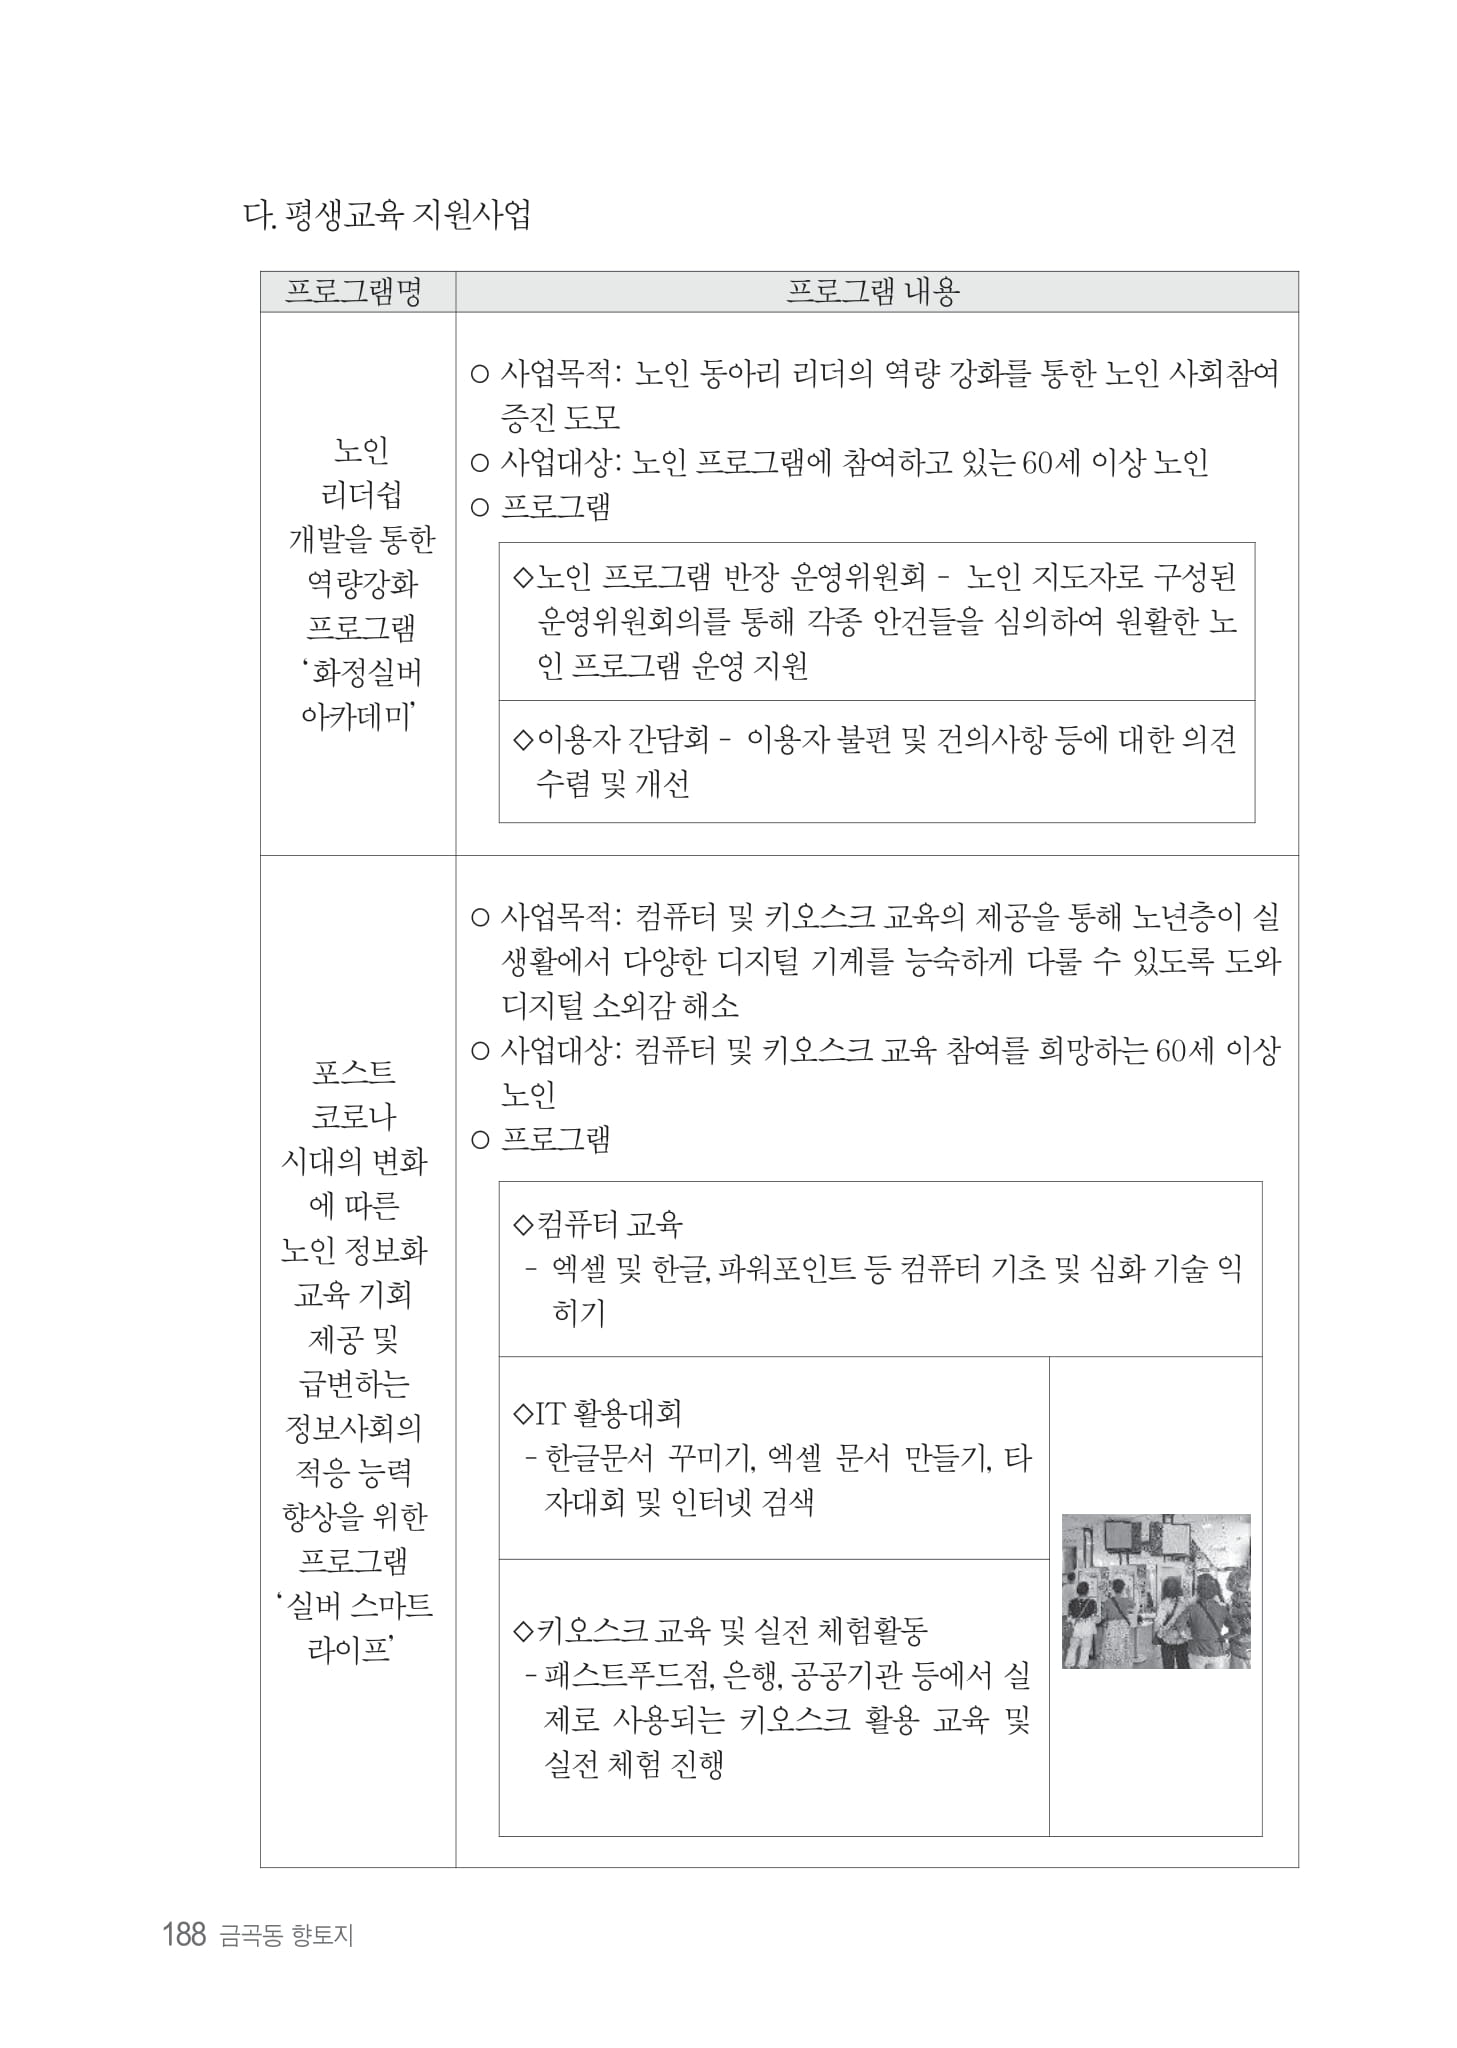 다. 평생교육 지원사업
프로그램명
프로그램 내용
노인
리더쉽
개발을 통한
역량강화
프로그램
‘화정실버
아카데미’
○ 사업목적: 노인 동아리 리더의 역량 강화를 통한 노인 사회참여
증진 도모
○ 사업대상: 노인 프로그램에 참여하고 있는 60세 이상 노인
○ 프로그램
◇노인 프로그램 반장 운영위원회 - 노인 지도자로 구성된
운영위원회의를 통해 각종 안건들을 심의하여 원활한 노
인 프로그램 운영 지원
◇이용자 간담회 - 이용자 불편 및 건의사항 등에 대한 의견
수렴 및 개선
포스트
코로나
시대의 변화
에 따른
노인 정보화
교육 기회
제공 및
급변하는
정보사회의
적응 능력
향상을 위한
프로그램
‘실버 스마트
라이프’
○ 사업목적: 컴퓨터 및 키오스크 교육의 제공을 통해 노년층이 실
생활에서 다양한 디지털 기계를 능숙하게 다룰 수 있도록 도와
디지털 소외감 해소
○ 사업대상: 컴퓨터 및 키오스크 교육 참여를 희망하는 60세 이상
노인
○ 프로그램
◇컴퓨터 교육
- 엑셀 및 한글, 파워포인트 등 컴퓨터 기초 및 심화 기술 익
히기
◇IT 활용대회
- 한글문서 꾸미기, 엑셀 문서 만들기, 타
자대회 및 인터넷 검색
◇키오스크 교육 및 실전 체험활동
- 패스트푸드점, 은행, 공공기관 등에서 실
제로 사용되는 키오스크 활용 교육 및
실전 체험 진행
188 금곡동 향토지